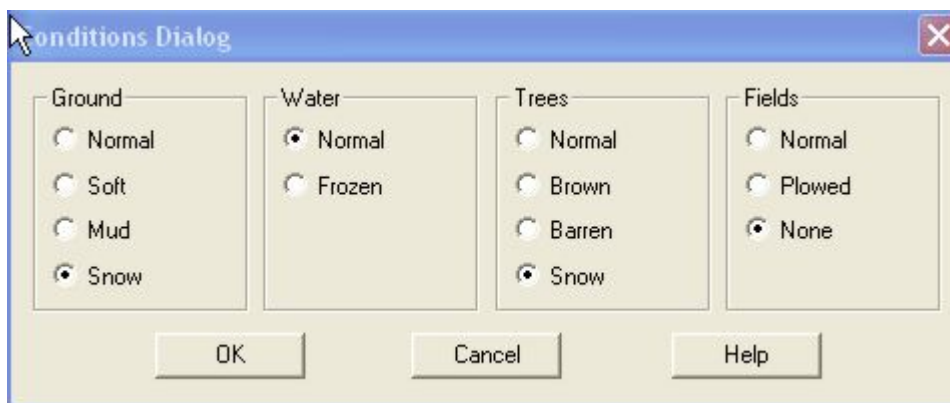 Conditions Dialog
Ground
Normal
Soft
Mud
Snow
Water
Normal
Frozen
Trees
Normal
Brown
Barren
Snow
Fields
Normal
Plowed
None
OK
Cancel
Help